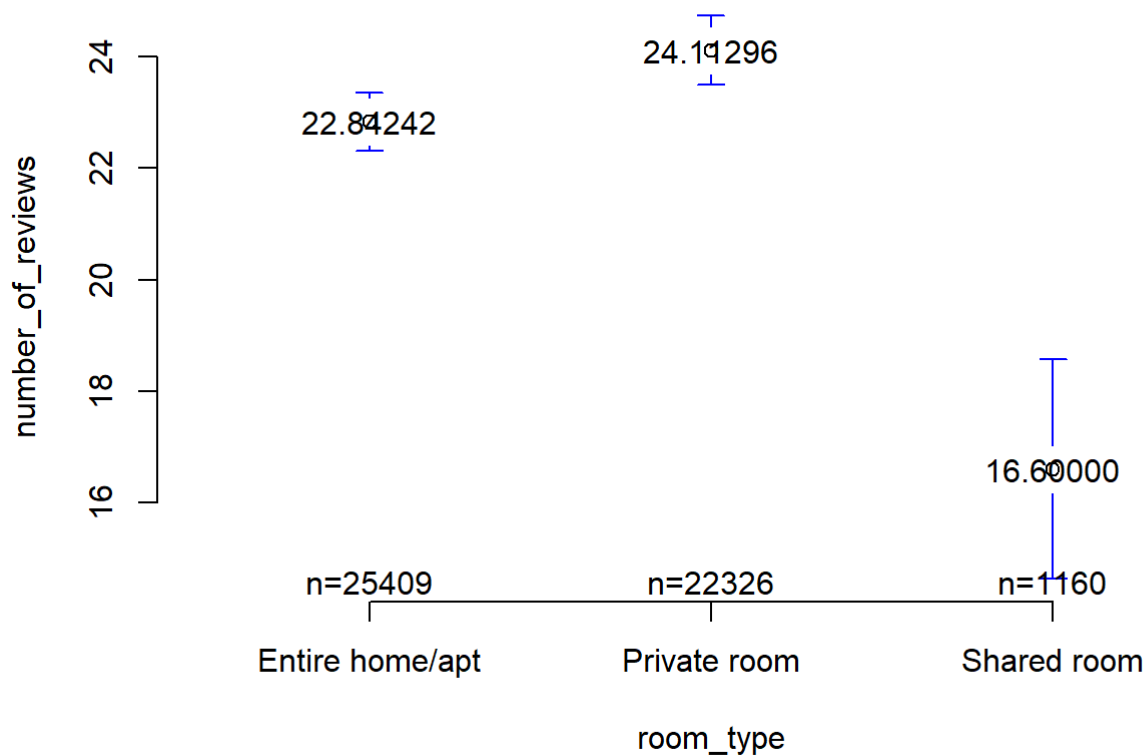 number_of_reviews
24
22
20
18
16
22.84242
24.11296
16.60000
n=25409
n=22326
n=1160
Entire home/apt
Private room
Shared room
room_type